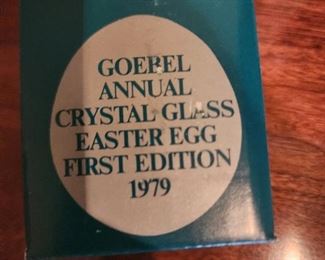 GOEBEL
ANNUAL
CRYSTAL GLASS
EASTER EGG
FIRST EDITION
1979